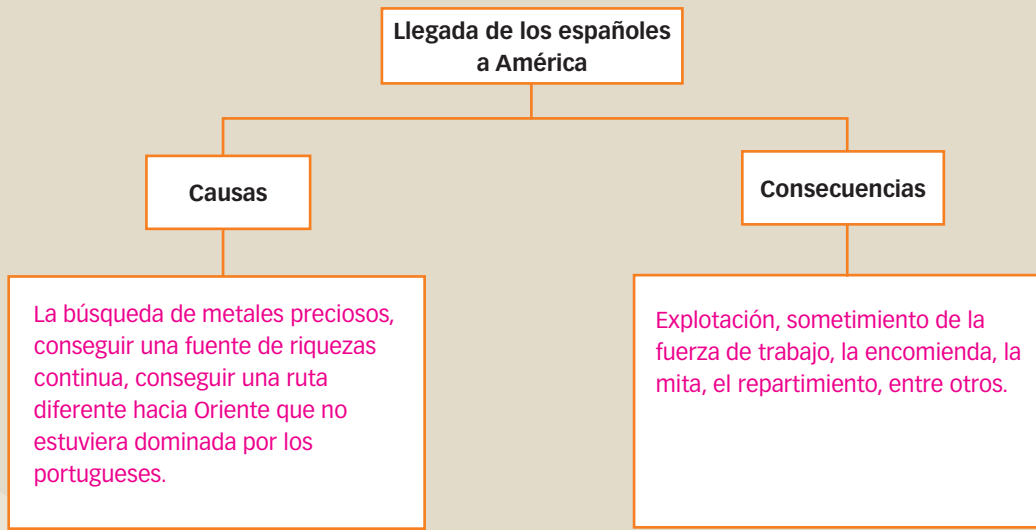 Llegada de los españoles
a América
Causas
Consecuencias
La búsqueda de metales preciosos,
conseguir una fuente de riquezas
continua, conseguir una ruta
diferente hacia Oriente que no
estuviera dominada por los
portugueses.
Explotación, sometimiento de la
fuerza de trabajo, la encomienda, la
mita, el repartimiento, entre otros.